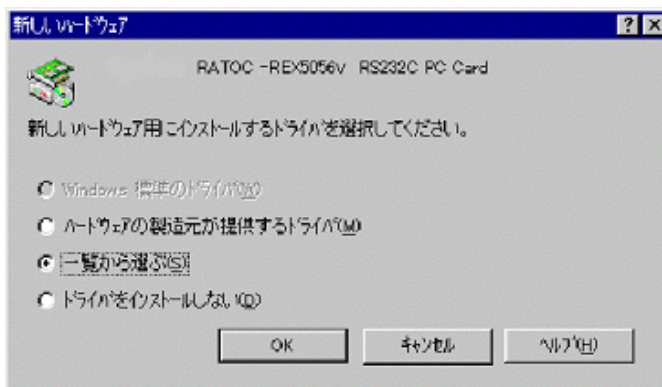 新しいハードウェア
RATOC -REX5056v RS232C PC Card
新しいハードウェア用にインストールするドライバを選択してください。
Windows 標準のドライバ(W)
ハードウェアの製造元が提供するドライバ(M)
一覧から選ぶ(S)
ドライバをインストールしない(D)
OK キャンセル ヘルプ(H)